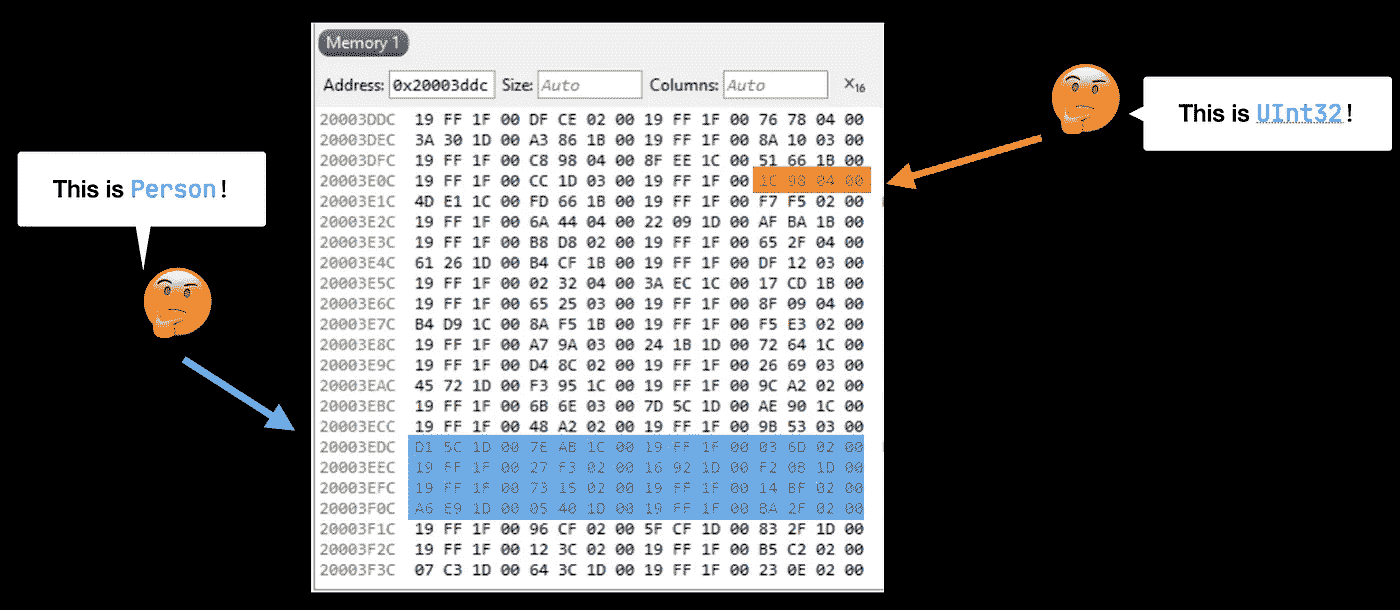 Memory 1
Address: 0x20003ddc Size: Auto Columns: Auto X16
20003DDC 19 FF 1F 00 DF CE 02 00 19 FF 1F 00 76 78 04 00
20003DEC 3A 30 1D 00 A3 86 1B 00 19 FF 1F 00 8A 10 03 00
20003DFC 19 FF 1F 00 C8 98 04 00 8F EE 1C 00 51 66 1B 00
20003E0C 19 FF 1F 00 CC 1D 03 00 19 FF 1F 00 1C 98 04 00
20003E1C 4D E1 1C 00 FD 66 1B 00 19 FF 1F 00 F7 F5 02 00
20003E2C 19 FF 1F 00 6A 44 04 00 22 09 1D 00 AF BA 1B 00
20003E3C 19 FF 1F 00 B8 D8 02 00 19 FF 1F 00 65 2F 04 00
20003E4C 61 26 1D 00 B4 CF 1B 00 19 FF 1F 00 DF 12 03 00
20003E5C 19 FF 1F 00 02 32 04 00 3A EC 1C 00 17 CD 1B 00
20003E6C 19 FF 1F 00 65 25 03 00 19 FF 1F 00 8F 09 04 00
20003E7C B4 D9 1C 00 8A F5 1B 00 19 FF 1F 00 F5 E3 02 00
20003E8C 19 FF 1F 00 A7 9A 03 00 24 1B 1D 00 72 64 1C 00
20003E9C 19 FF 1F 00 D4 8C 02 00 19 FF 1F 00 26 69 03 00
20003EAC 45 72 1D 00 F3 95 1C 00 19 FF 1F 00 9C A2 02 00
20003EBC 19 FF 1F 00 6B 6E 03 00 7D 5C 1D 00 AE 90 1C 00
20003ECC 19 FF 1F 00 48 A2 02 00 19 FF 1F 00 9B 53 03 00
20003EDC D1 5C 1D 00 7E AB 1C 00 19 FF 1F 00 03 6D 02 00
20003EEC 19 FF 1F 00 27 F3 02 00 16 92 1D 00 F2 0B 1D 00
20003EFC 19 FF 1F 00 73 15 02 00 19 FF 1F 00 14 BF 02 00
20003F0C A6 E9 1D 00 05 40 1D 00 19 FF 1F 00 BA 2F 02 00
20003F1C 19 FF 1F 00 96 CF 02 00 5F CF 1D 00 83 2F 1D 00
20003F2C 19 FF 1F 00 12 3C 02 00 19 FF 1F 00 B5 C2 02 00
20003F3C 07 C3 1D 00 64 3C 1D 00 19 FF 1F 00 23 0E 02 00
This is Person!
This is UInt32!